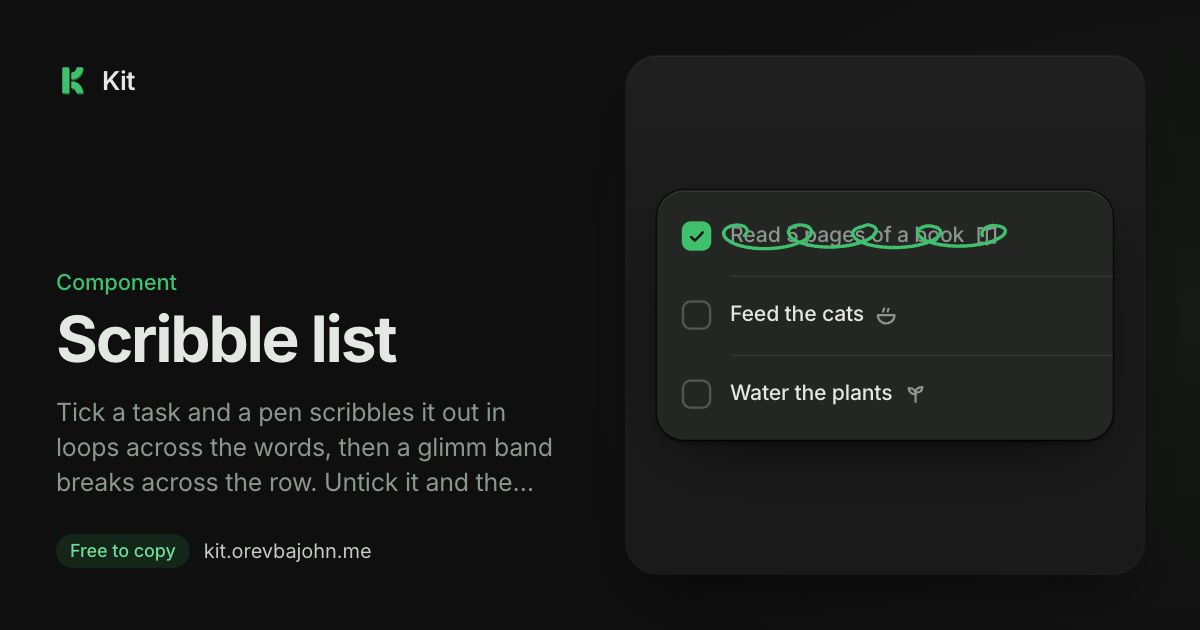 Kit
Component
Scribble list
Tick a task and a pen scribbles it out in
loops across the words, then a glimm band
breaks across the row. Untick it and the...
Free to copy
kit.orevbajohn.me
Read 5 pages of a book
Feed the cats
Water the plants